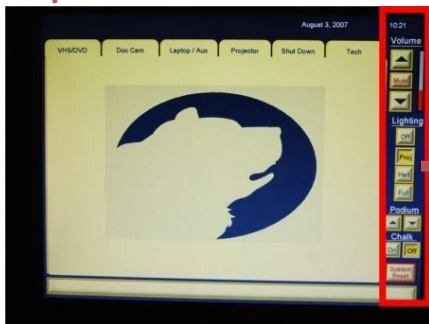 August 3, 2007 10:21
VHS/DVD Doc Cam Laptop / Aux Projector Shut Down Tech
Volume
Mute
Lighting
Off
Proj
Half
Full
Podium
Chalk
On Off
System
Reset